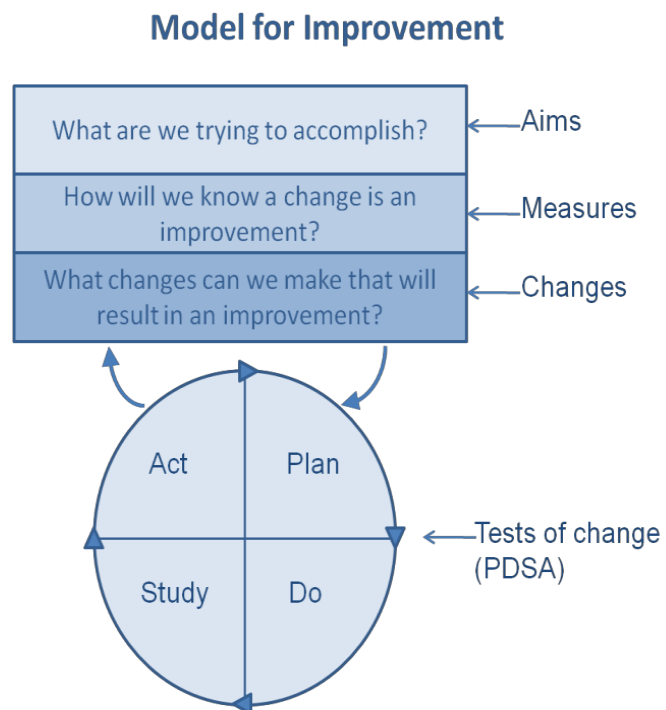 Model for Improvement
What are we trying to accomplish?
Aims
How will we know a change is an
improvement?
Measures
What changes can we make that will
result in an improvement?
Changes
Act
Plan
Study
Do
Tests of change
(PDSA)